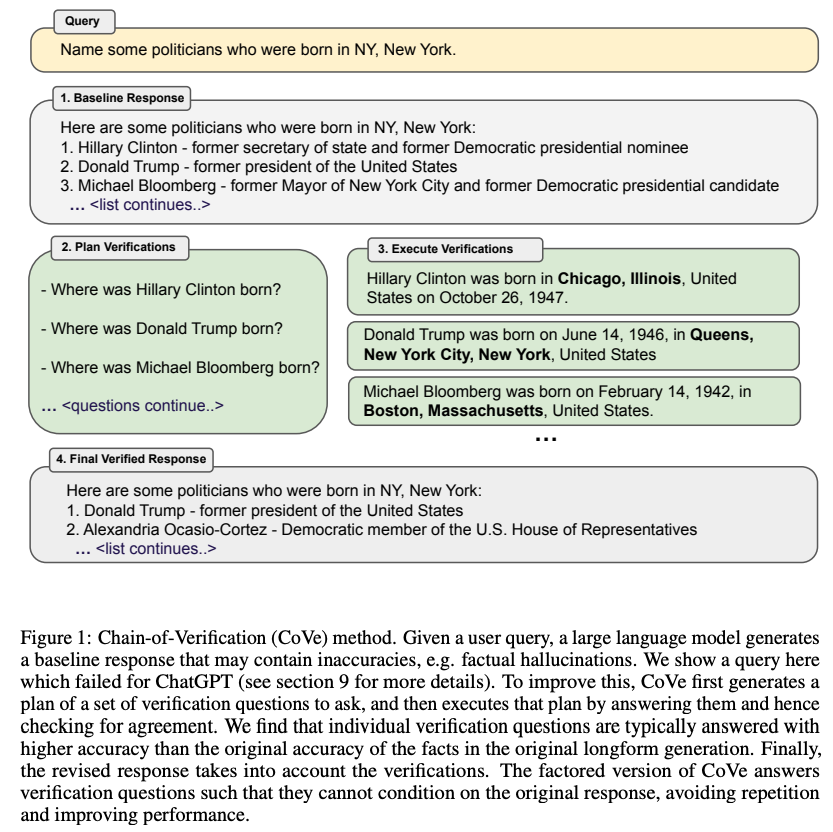 Query
Name some politicians who were born in NY, New York.
1. Baseline Response
Here are some politicians who were born in NY, New York:
1. Hillary Clinton - former secretary of state and former Democratic presidential nominee
2. Donald Trump - former president of the United States
3. Michael Bloomberg - former Mayor of New York City and former Democratic presidential candidate
... <list continues..>
2. Plan Verifications
- Where was Hillary Clinton born?
- Where was Donald Trump born?
- Where was Michael Bloomberg born?
... <questions continue..>
3. Execute Verifications
Hillary Clinton was born in Chicago, Illinois, United
States on October 26, 1947.
Donald Trump was born on June 14, 1946, in Queens,
New York City, New York, United States
Michael Bloomberg was born on February 14, 1942, in
Boston, Massachusetts, United States.
...
4. Final Verified Response
Here are some politicians who were born in NY, New York:
1. Donald Trump - former president of the United States
2. Alexandria Ocasio-Cortez - Democratic member of the U.S. House of Representatives
... <list continues..>
Figure 1: Chain-of-Verification (CoVe) method. Given a user query, a large language model generates
a baseline response that may contain inaccuracies, e.g. factual hallucinations. We show a query here
which failed for ChatGPT (see section 9 for more details). To improve this, CoVe first generates a
plan of a set of verification questions to ask, and then executes that plan by answering them and hence
checking for agreement. We find that individual verification questions are typically answered with
higher accuracy than the original accuracy of the facts in the original longform generation. Finally,
the revised response takes into account the verifications. The factored version of CoVe answers
verification questions such that they cannot condition on the original response, avoiding repetition
and improving performance.